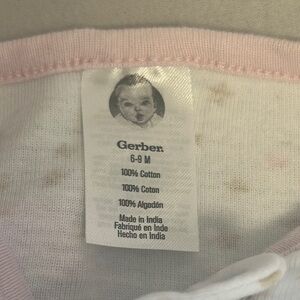 Gerber.
6-9 M
100% Cotton
100% Coton
100% Algodón
Made in India
Fabriqué en Inde
Hecho en India